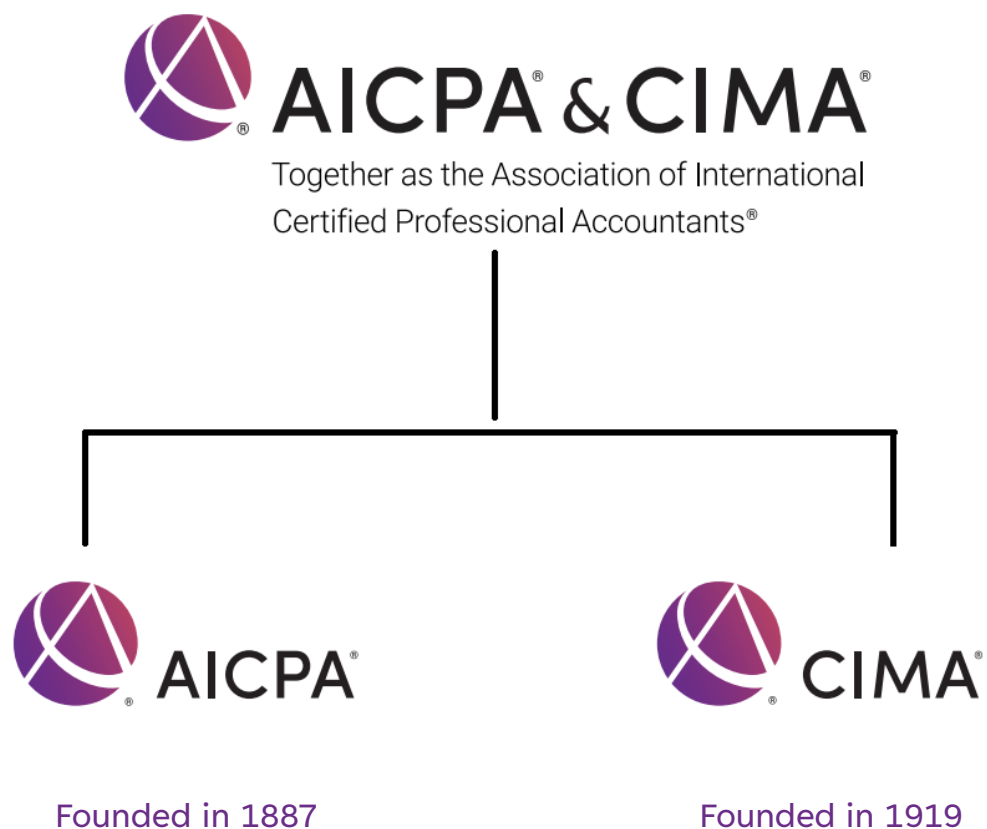 AICPA® & CIMA®
Together as the Association of International
Certified Professional Accountants®
AICPA®
CIMA®
Founded in 1887
Founded in 1919